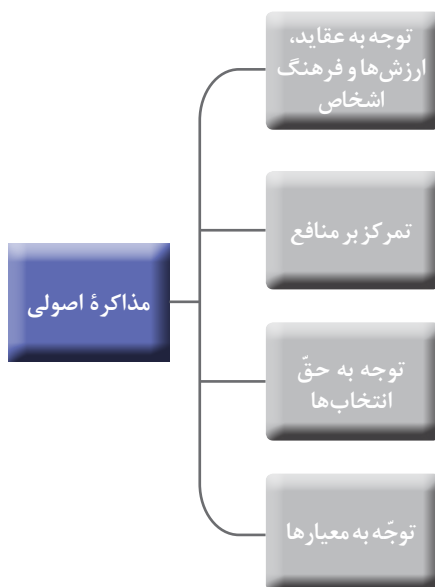 توجه به عقاید،
ارزش‌ها و فرهنگ
اشخاص
تمرکز بر منافع
مذاکرهٔ اصولی
توجه به حقّ
انتخاب‌ها
توجّه به معیارها